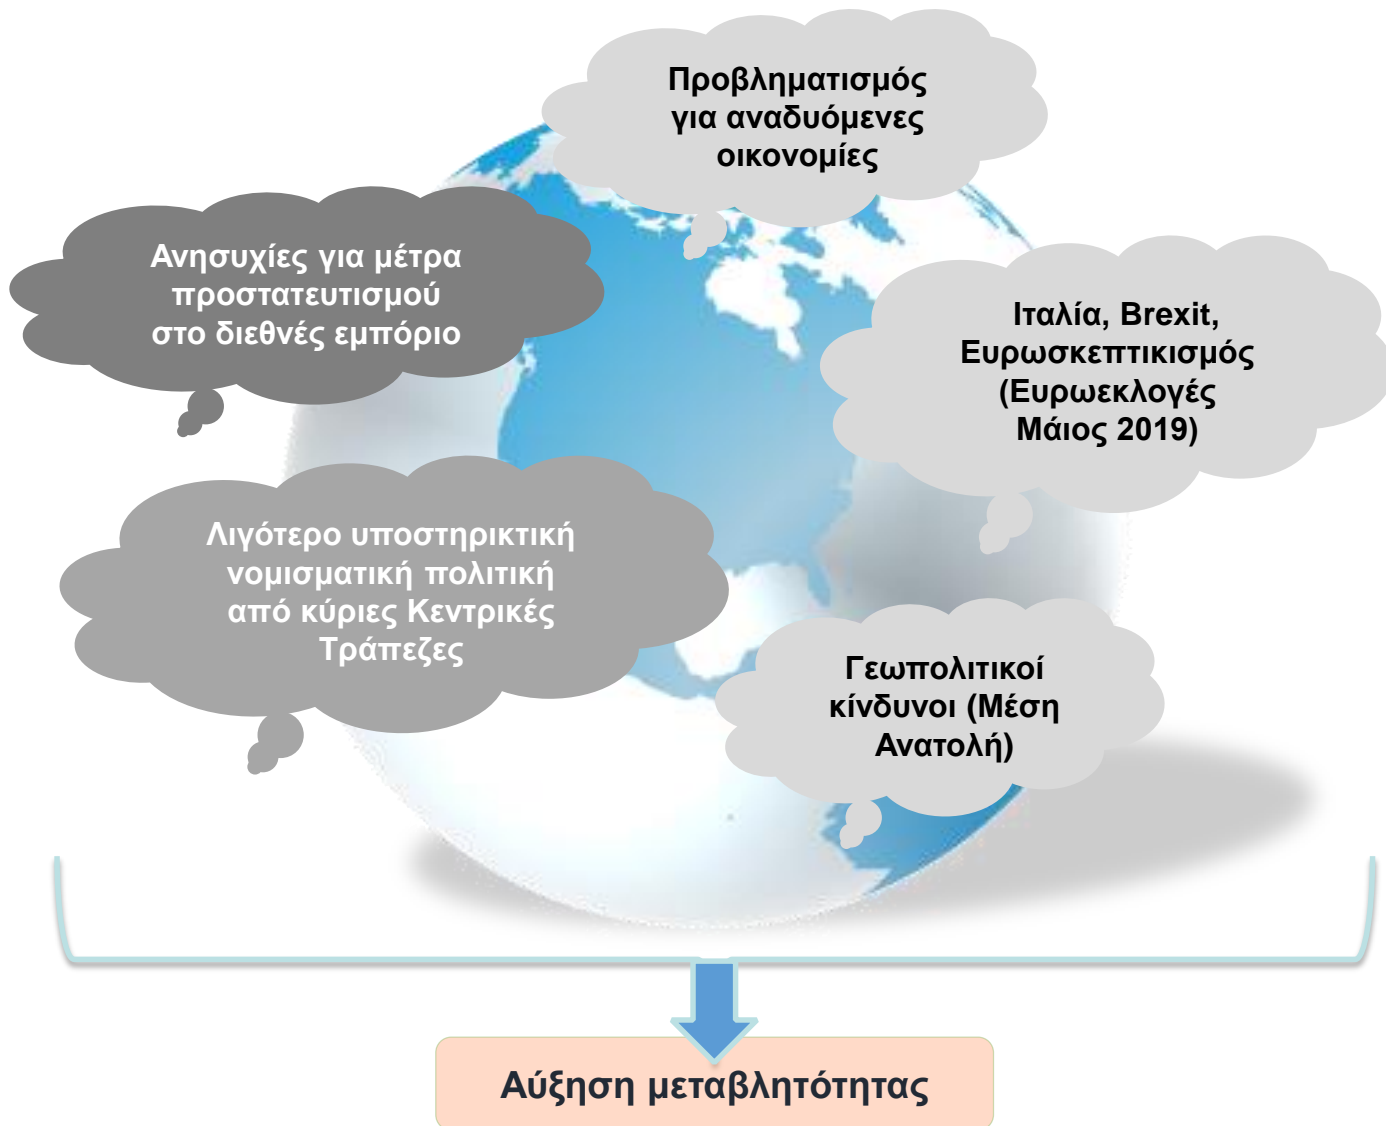 Προβληματισμός
για αναδυόμενες
οικονομίες
Ανησυχίες για μέτρα
προστατευτισμού
στο διεθνές εμπόριο
Ιταλία, Brexit,
Ευρωσκεπτικισμός
(Ευρωεκλογές
Μάιος 2019)
Λιγότερο υποστηρικτική
νομισματική πολιτική
από κύριες Κεντρικές
Τράπεζες
Γεωπολιτικοί
κίνδυνοι (Μέση
Ανατολή)
Αύξηση μεταβλητότητας